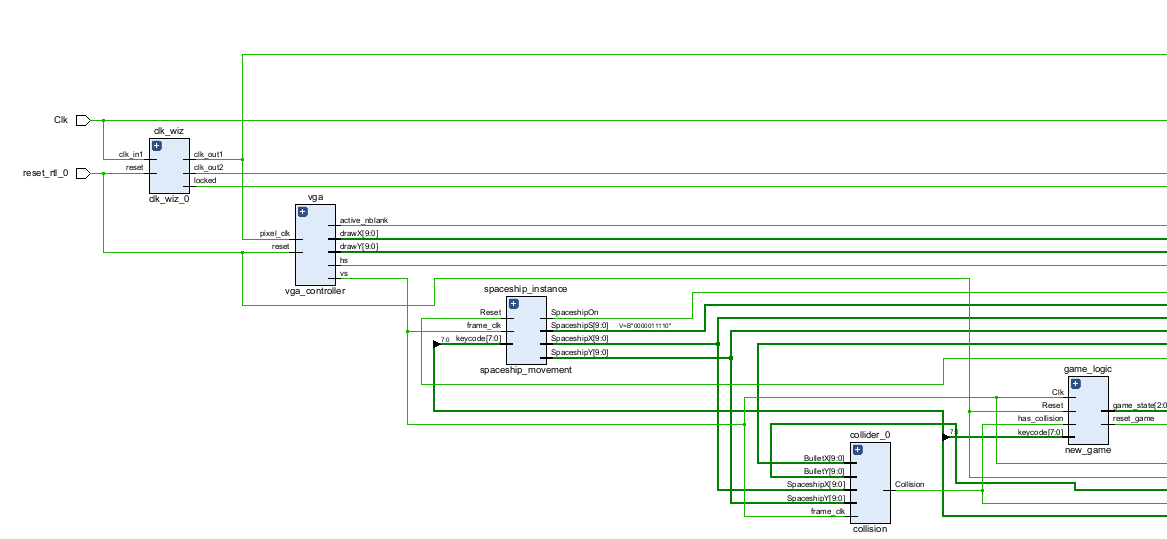 Clk
reset_rtl_0
clk_wiz
clk_in1
reset
clk_out1
clk_out2
locked
clk_wiz_0
vga
pixel_clk
reset
active_nblank
drawX[9:0]
drawY[9:0]
hs
vs
vga_controller
spaceship_instance
Reset
frame_clk
7:0
keycode[7:0]
SpaceshipOn
SpaceshipS[9:0]
SpaceshipX[9:0]
SpaceshipY[9:0]
spaceship_movement
game_logic
Clk
Reset
has_collision
keycode[7:0]
game_state[2:0
reset_game
new_game
collider_0
BulletX[9:0]
BulletY[9:0]
SpaceshipX[9:0]
SpaceshipY[9:0]
frame_clk
Collision
collision